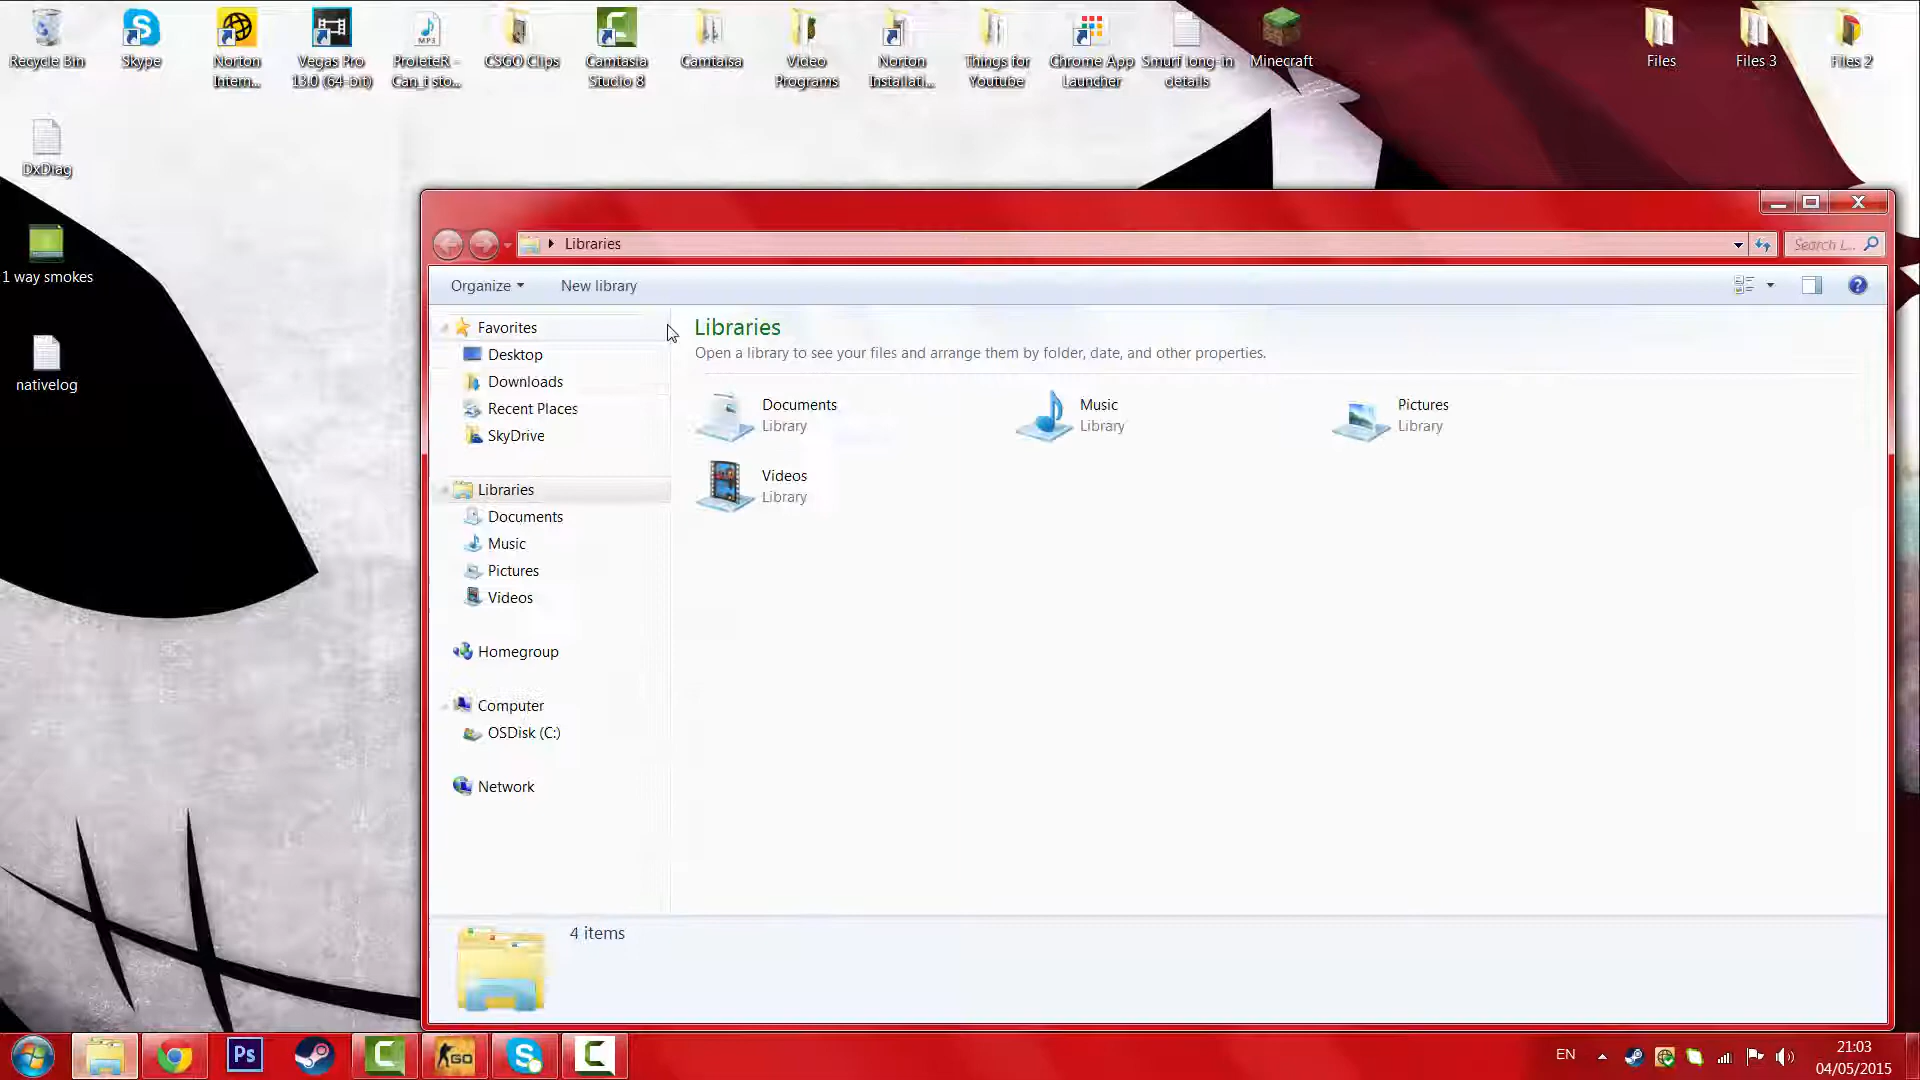 Recycle Bin
Skype
Norton
Intern...
Vegas Pro
13.0 (64-bit)
MP3
ProleteR -
Can_t sto...
CSGO Clips
Camtasia
Studio 8
Camtaisa
Video
Programs
Norton
Installati...
Things for
Youtube
Chrome App
Launcher
Smurf long-in
details
Minecraft
Files
Files 3
Files 2
DxDiag
1 way smokes
nativelog
Libraries
Search L...
Organize
New library
Favorites
Desktop
Downloads
Recent Places
SkyDrive
Libraries
Documents
Music
Pictures
Videos
Homegroup
Computer
OSDisk (C:)
Network
Libraries
Open a library to see your files and arrange them by folder, date, and other properties.
Documents
Library
Music
Library
Pictures
Library
Videos
Library
4 items
Ps
GO
EN
21:03
04/05/2015